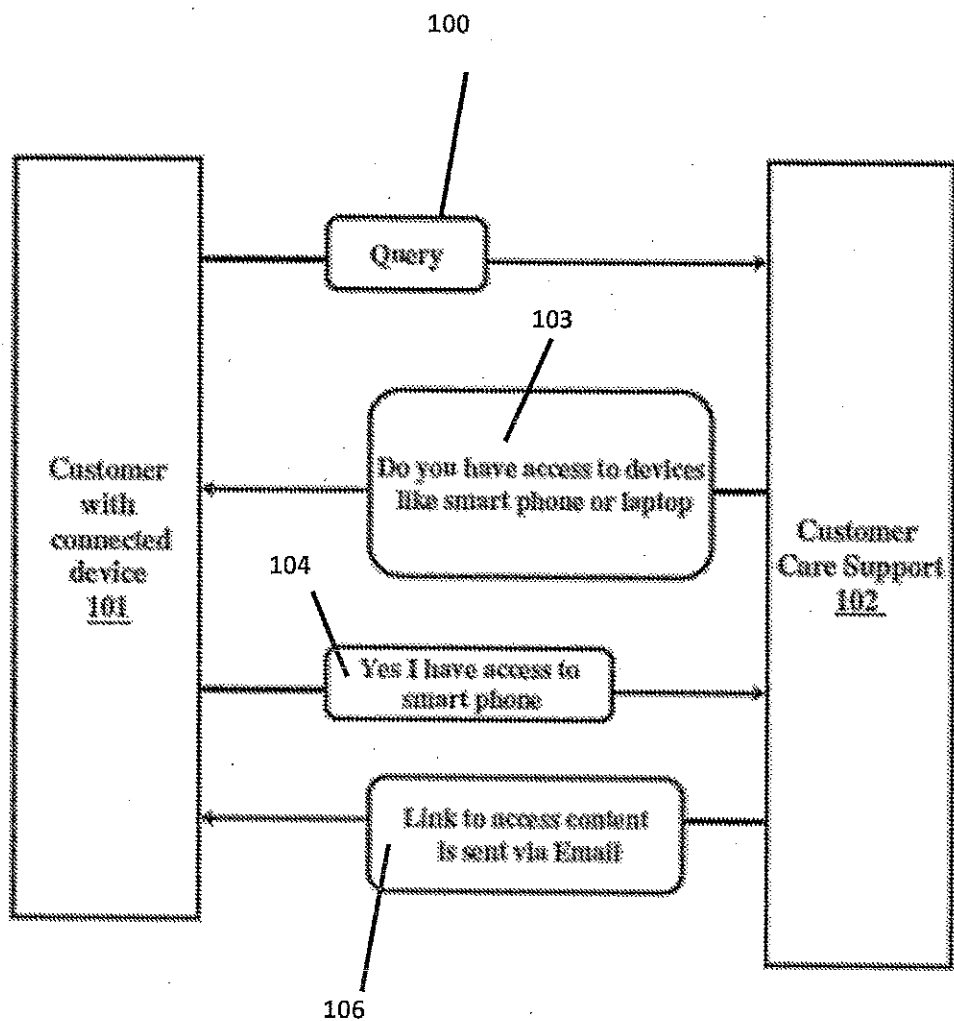 100
Query
103
Do you have access to devices
like smart phone or laptop
Customer
with
connected
device
101
Customer
Care Support
102
104
Yes I have access to
smart phone
Link to access content
is sent via Email
106